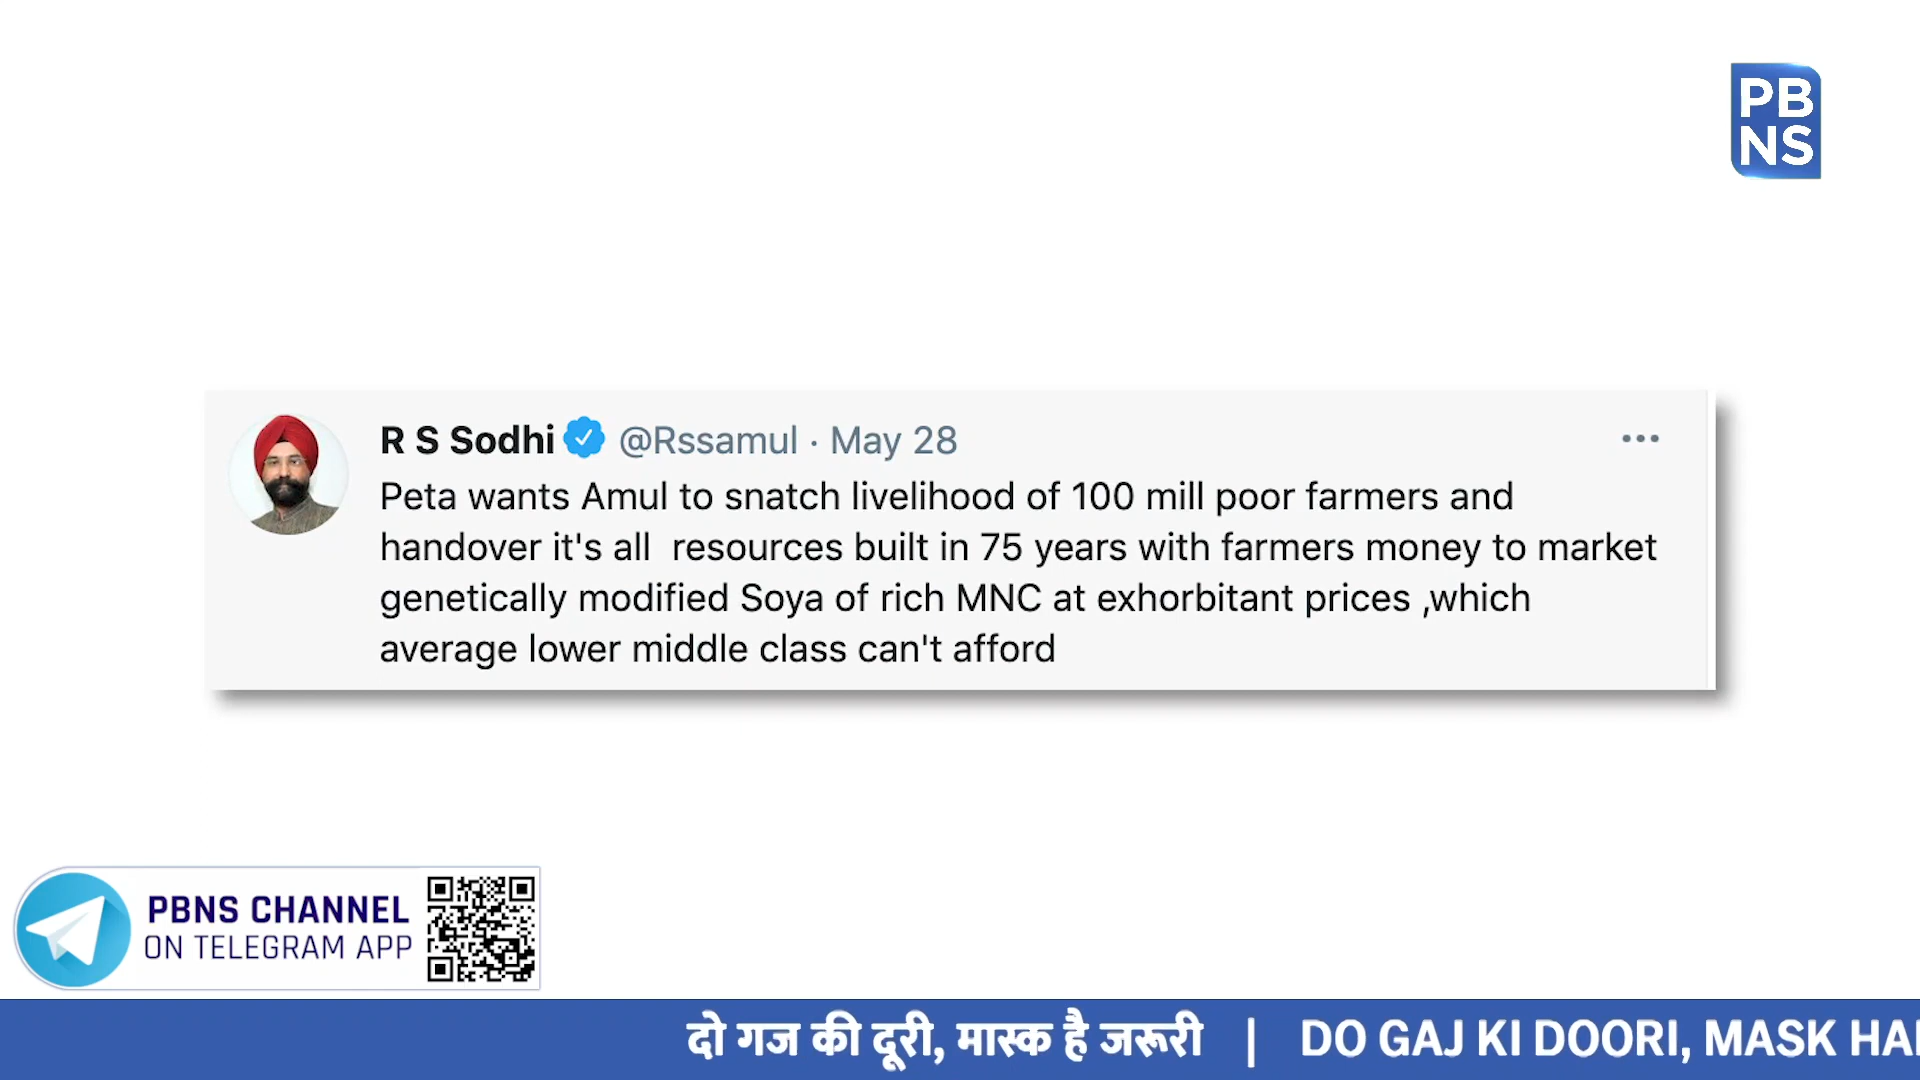 PB
NS
R S Sodhi @Rssamul · May 28
Peta wants Amul to snatch livelihood of 100 mill poor farmers and
handover it's all resources built in 75 years with farmers money to market
genetically modified Soya of rich MNC at exhorbitant prices ,which
average lower middle class can't afford
PBNS CHANNEL
ON TELEGRAM APP
दो गज की दूरी, मास्क है जरूरी | DO GAJ KI DOORI, MASK HAI